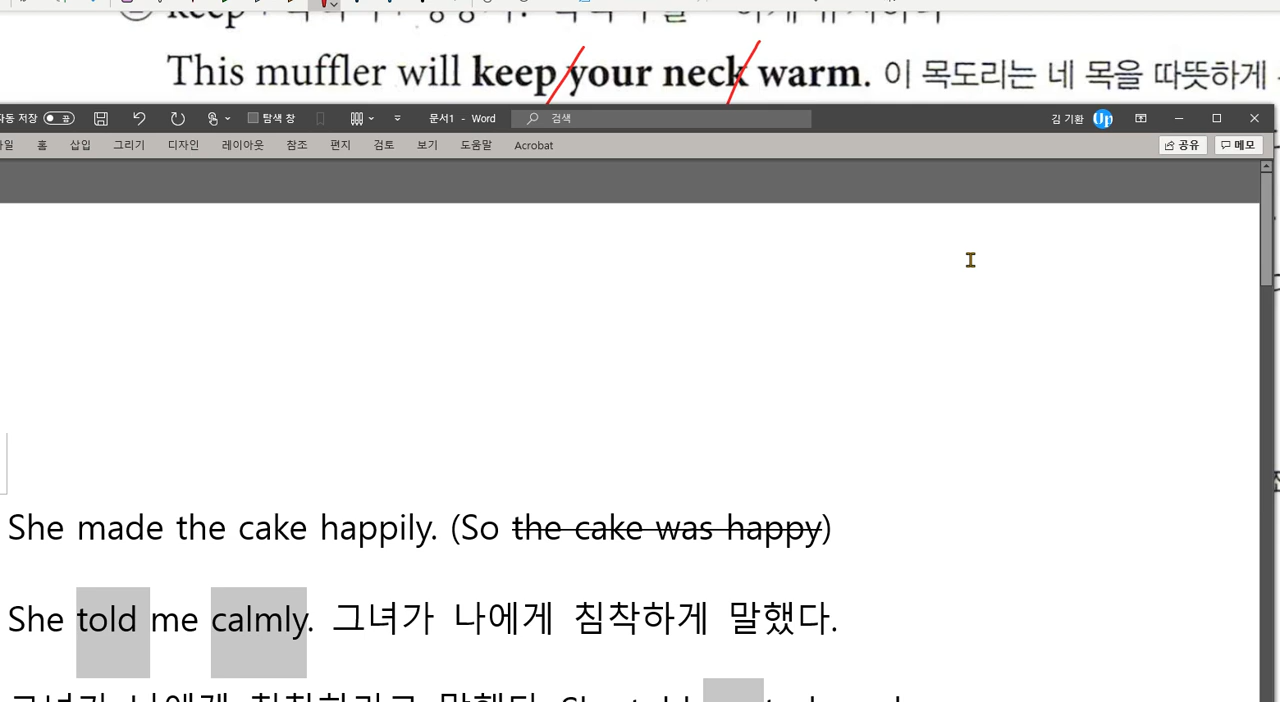 keep
This muffler will keep your neck warm. 이 목도리는 네 목을 따뜻하게
자동 저장 문서1 - Word 검색 김 기환 Up
탐색 창
파일 홈 삽입 그리기 디자인 레이아웃 참조 편지 검토 보기 도움말 Acrobat 공유 메모
She made the cake happily. (So the cake was happy)
She told me calmly. 그녀가 나에게 침착하게 말했다.